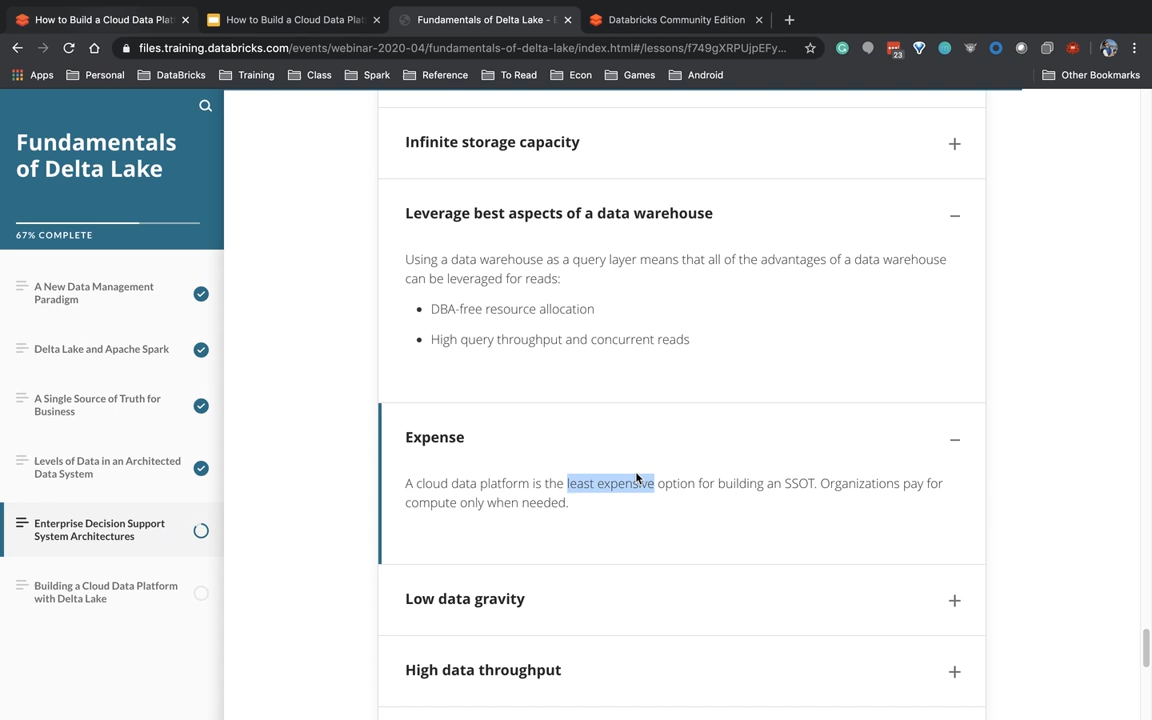 How to Build a Cloud Data Plat
How to Build a Cloud Data Plat
Fundamentals of Delta Lake - E
Databricks Community Edition
files.training.databricks.com/events/webinar-2020-04/fundamentals-of-delta-lake/index.html#/lessons/f749gXRPUjpEFy...
23
Apps Personal DataBricks Training Class Spark Reference To Read Econ Games Android Other Bookmarks
Fundamentals
of Delta Lake
67% COMPLETE
A New Data Management
Paradigm
Delta Lake and Apache Spark
A Single Source of Truth for
Business
Levels of Data in an Architected
Data System
Enterprise Decision Support
System Architectures
Building a Cloud Data Platform
with Delta Lake
Infinite storage capacity
Leverage best aspects of a data warehouse
Using a data warehouse as a query layer means that all of the advantages of a data warehouse
can be leveraged for reads:
• DBA-free resource allocation
• High query throughput and concurrent reads
Expense
A cloud data platform is the least expensive option for building an SSOT. Organizations pay for
compute only when needed.
Low data gravity
High data throughput